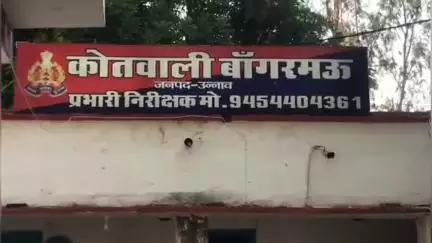 कोतवाली बाँगरमऊ
जनपद-उन्नाव
प्रभारी निरीक्षक मो.9454404361